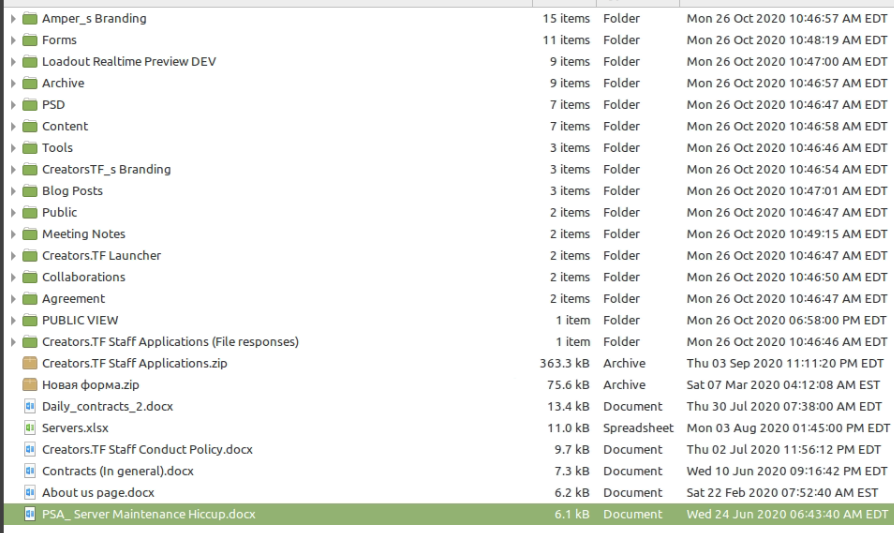 Amper_s Branding 15 items Folder Mon 26 Oct 2020 10:46:57 AM EDT
Forms 11 items Folder Mon 26 Oct 2020 10:48:19 AM EDT
Loadout Realtime Preview DEV 9 items Folder Mon 26 Oct 2020 10:47:00 AM EDT
Archive 9 items Folder Mon 26 Oct 2020 10:46:57 AM EDT
PSD 7 items Folder Mon 26 Oct 2020 10:46:47 AM EDT
Content 7 items Folder Mon 26 Oct 2020 10:46:58 AM EDT
Tools 3 items Folder Mon 26 Oct 2020 10:46:46 AM EDT
CreatorsTF_s Branding 3 items Folder Mon 26 Oct 2020 10:46:54 AM EDT
Blog Posts 3 items Folder Mon 26 Oct 2020 10:47:01 AM EDT
Public 2 items Folder Mon 26 Oct 2020 10:46:47 AM EDT
Meeting Notes 2 items Folder Mon 26 Oct 2020 10:49:15 AM EDT
Creators.TF Launcher 2 items Folder Mon 26 Oct 2020 10:46:47 AM EDT
Collaborations 2 items Folder Mon 26 Oct 2020 10:46:50 AM EDT
Agreement 2 items Folder Mon 26 Oct 2020 10:46:47 AM EDT
PUBLIC VIEW 1 item Folder Mon 26 Oct 2020 06:58:00 PM EDT
Creators.TF Staff Applications (File responses) 1 item Folder Mon 26 Oct 2020 10:46:46 AM EDT
Creators.TF Staff Applications.zip 363.3 kB Archive Thu 03 Sep 2020 11:11:20 PM EDT
Новая форма.zip 75.6 kB Archive Sat 07 Mar 2020 04:12:08 AM EST
Daily_contracts_2.docx 13.4 kB Document Thu 30 Jul 2020 07:38:00 AM EDT
Servers.xlsx 11.0 kB Spreadsheet Mon 03 Aug 2020 01:45:00 PM EDT
Creators.TF Staff Conduct Policy.docx 9.7 kB Document Thu 02 Jul 2020 11:56:12 PM EDT
Contracts (In general).docx 7.3 kB Document Wed 10 Jun 2020 09:16:42 PM EDT
About us page.docx 6.2 kB Document Sat 22 Feb 2020 07:52:40 AM EST
PSA_ Server Maintenance Hiccup.docx 6.1 kB Document Wed 24 Jun 2020 06:43:40 AM EDT